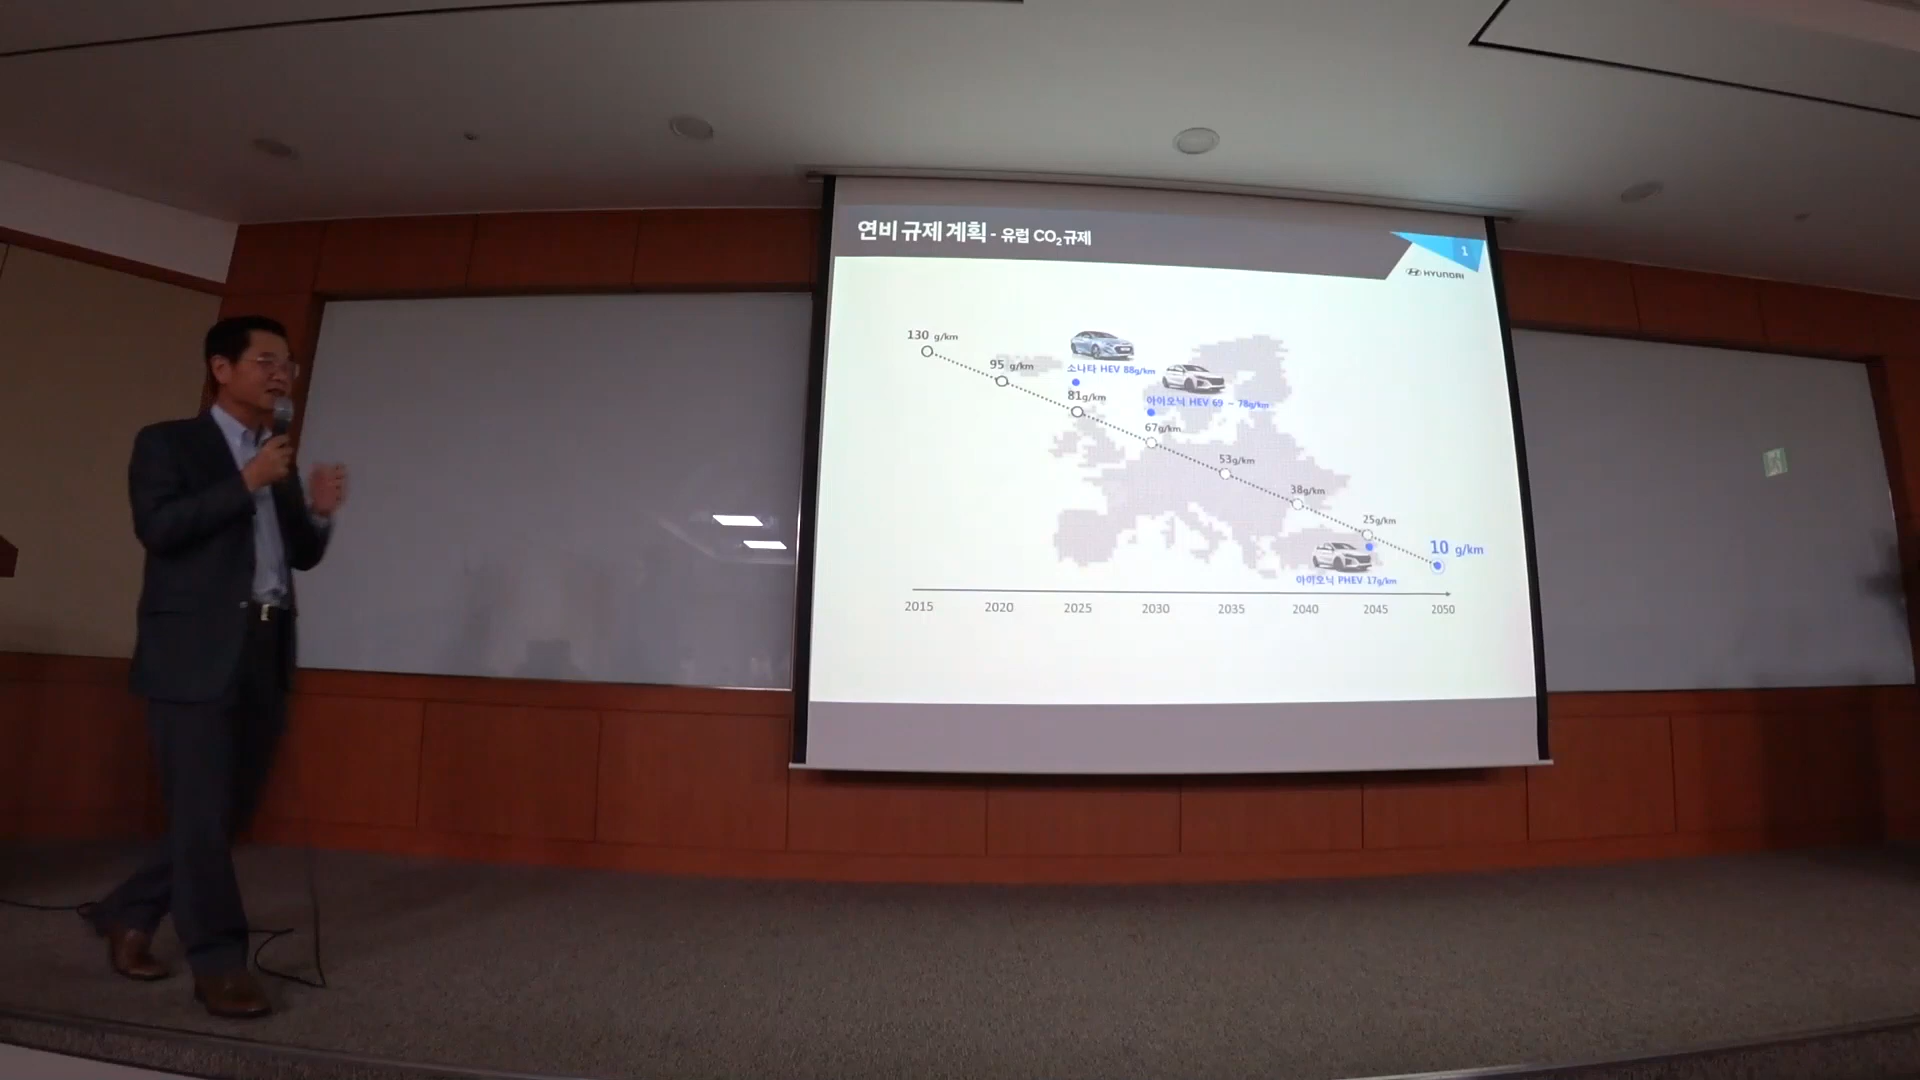 연비 규제 계획 - 유럽 CO₂ 규제
1
HYUNDAI
130 g/km
95 g/km
소나타 HEV 88g/km
81g/km
아이오닉 HEV 69 ~ 78g/km
67g/km
53g/km
38g/km
25g/km
10 g/km
아이오닉 PHEV 17g/km
2015 2020 2025 2030 2035 2040 2045 2050